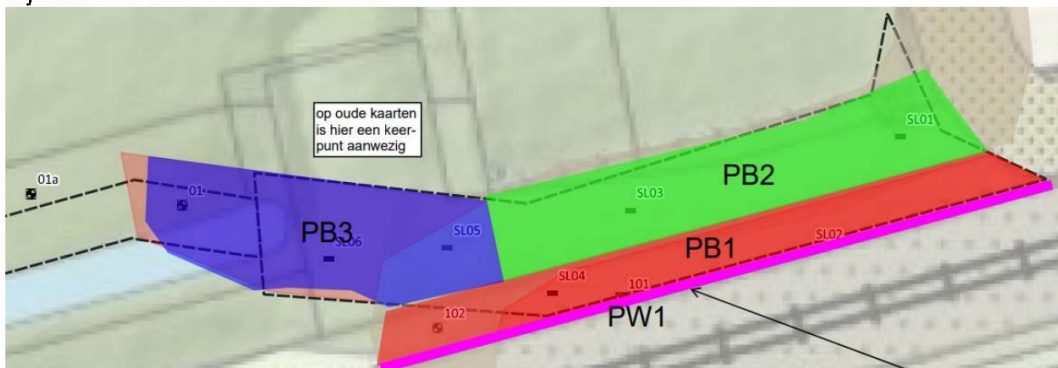 op oude kaarten
is hier een keer-
punt aanwezig
SL01
01a
PB2
01
SL03
PB3
SL05
SL06
PB1
SL02
SL04
101
PW1
102